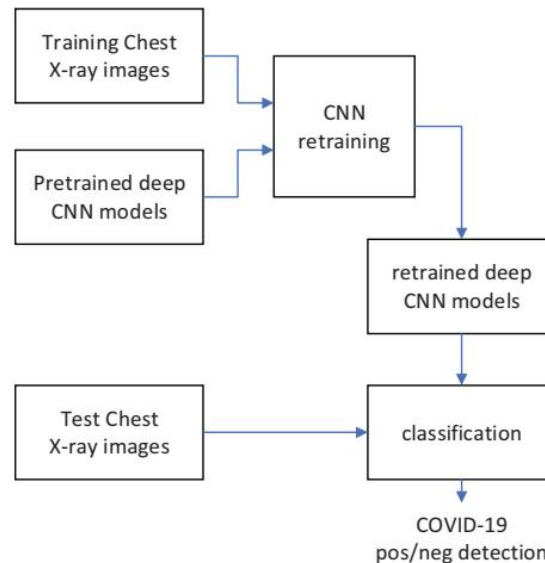 Training Chest
X-ray images
CNN
retraining
Pretrained deep
CNN models
retrained deep
CNN models
Test Chest
X-ray images
classification
COVID-19
pos/neg detection